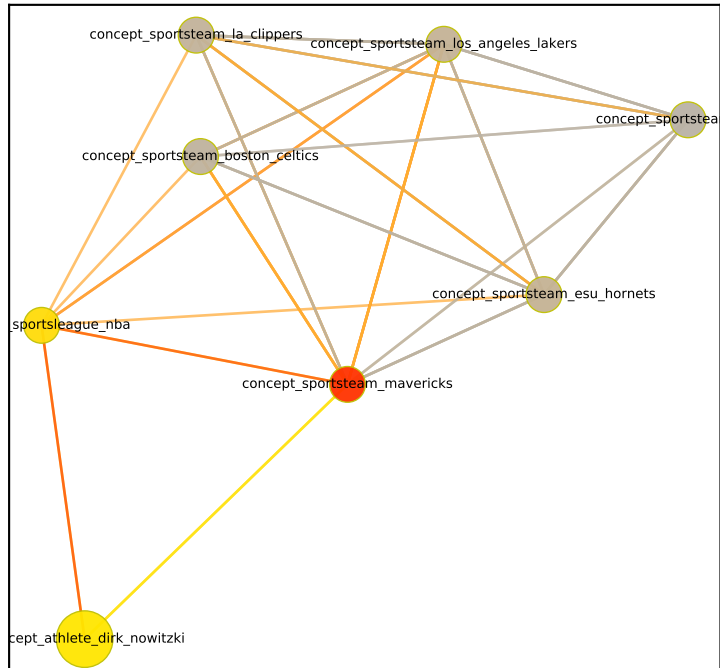 concept_sportsteam_la_clippers
concept_sportsteam_los_angeles_lakers
concept_sportstea
concept_sportsteam_boston_celtics
concept_sportsteam_esu_hornets
_sportsleague_nba
concept_sportsteam_mavericks
cept_athlete_dirk_nowitzki